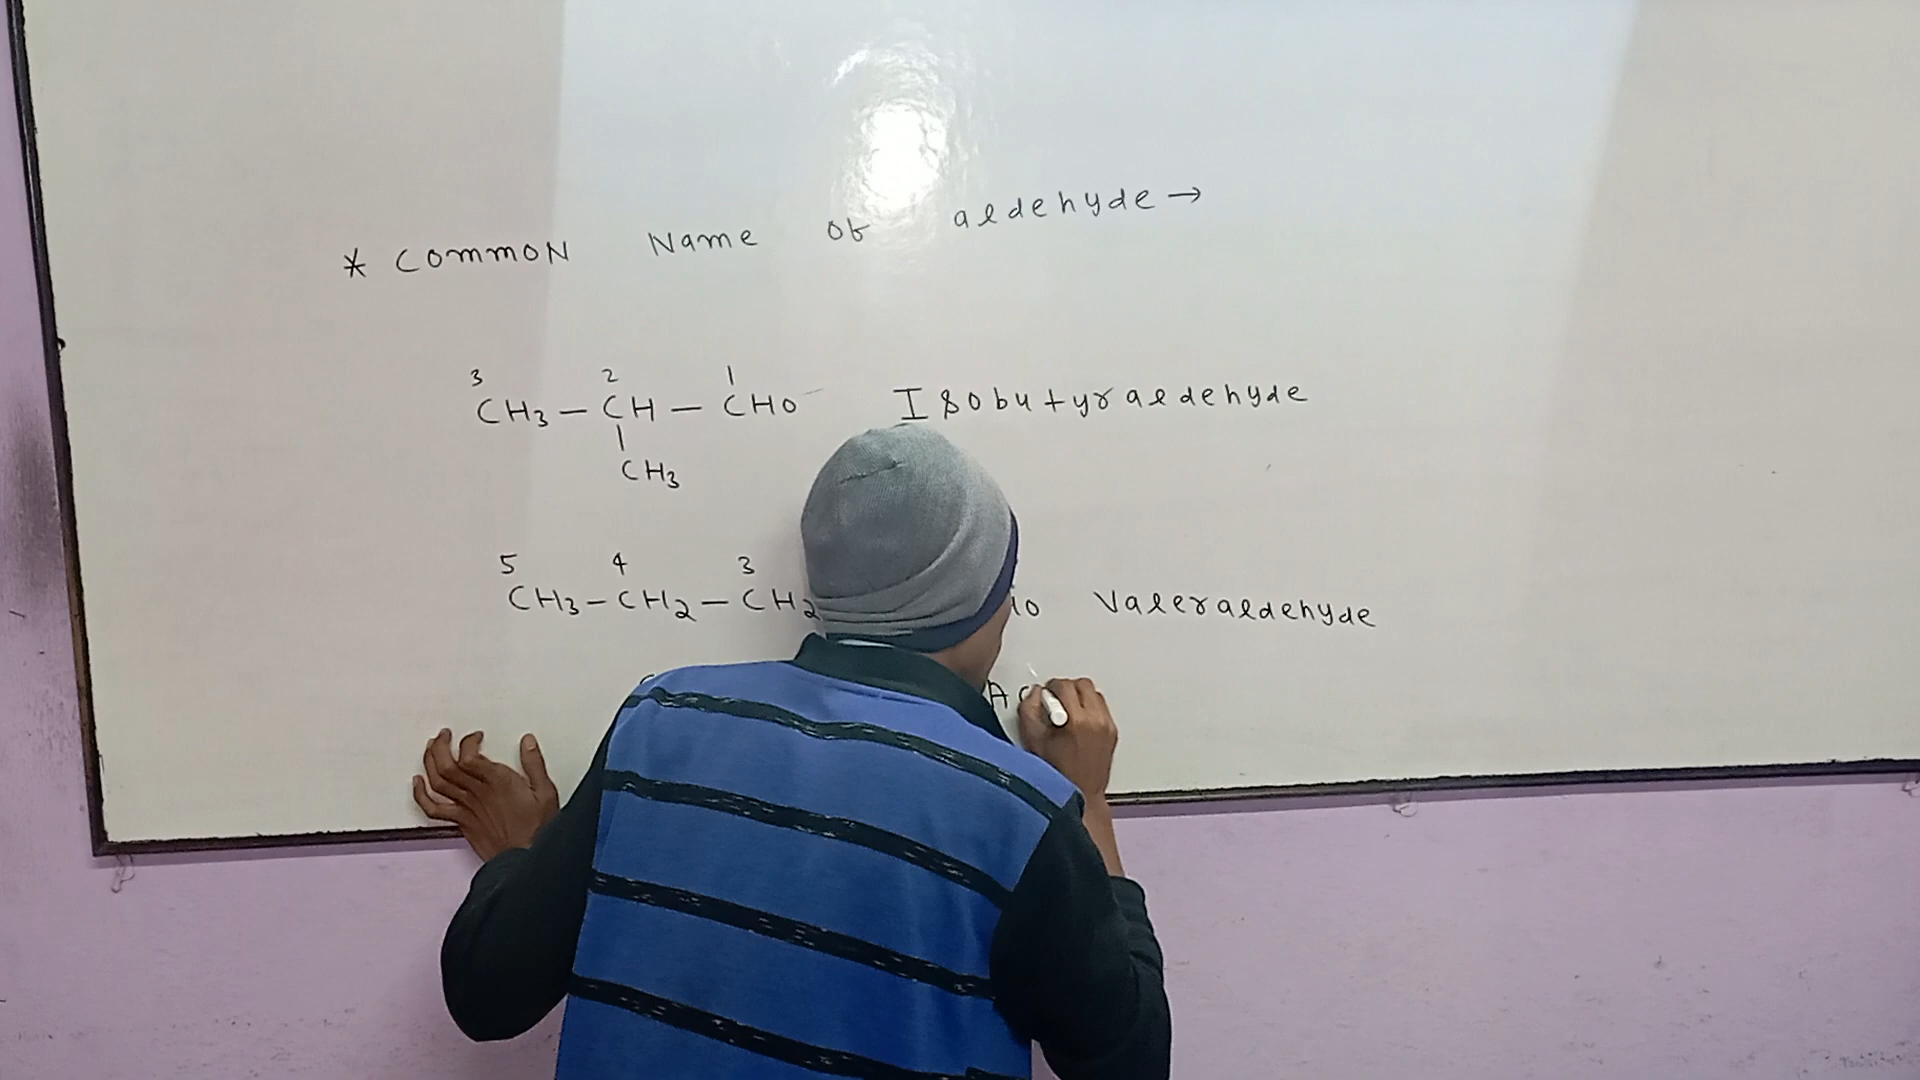 * Common Name Of aldehyde →
3 2 1
CH3 — CH — CHO Isobutyraldehyde
|
CH3
5 4 3
CH3 — CH2 — CH2 Valeraldehyde